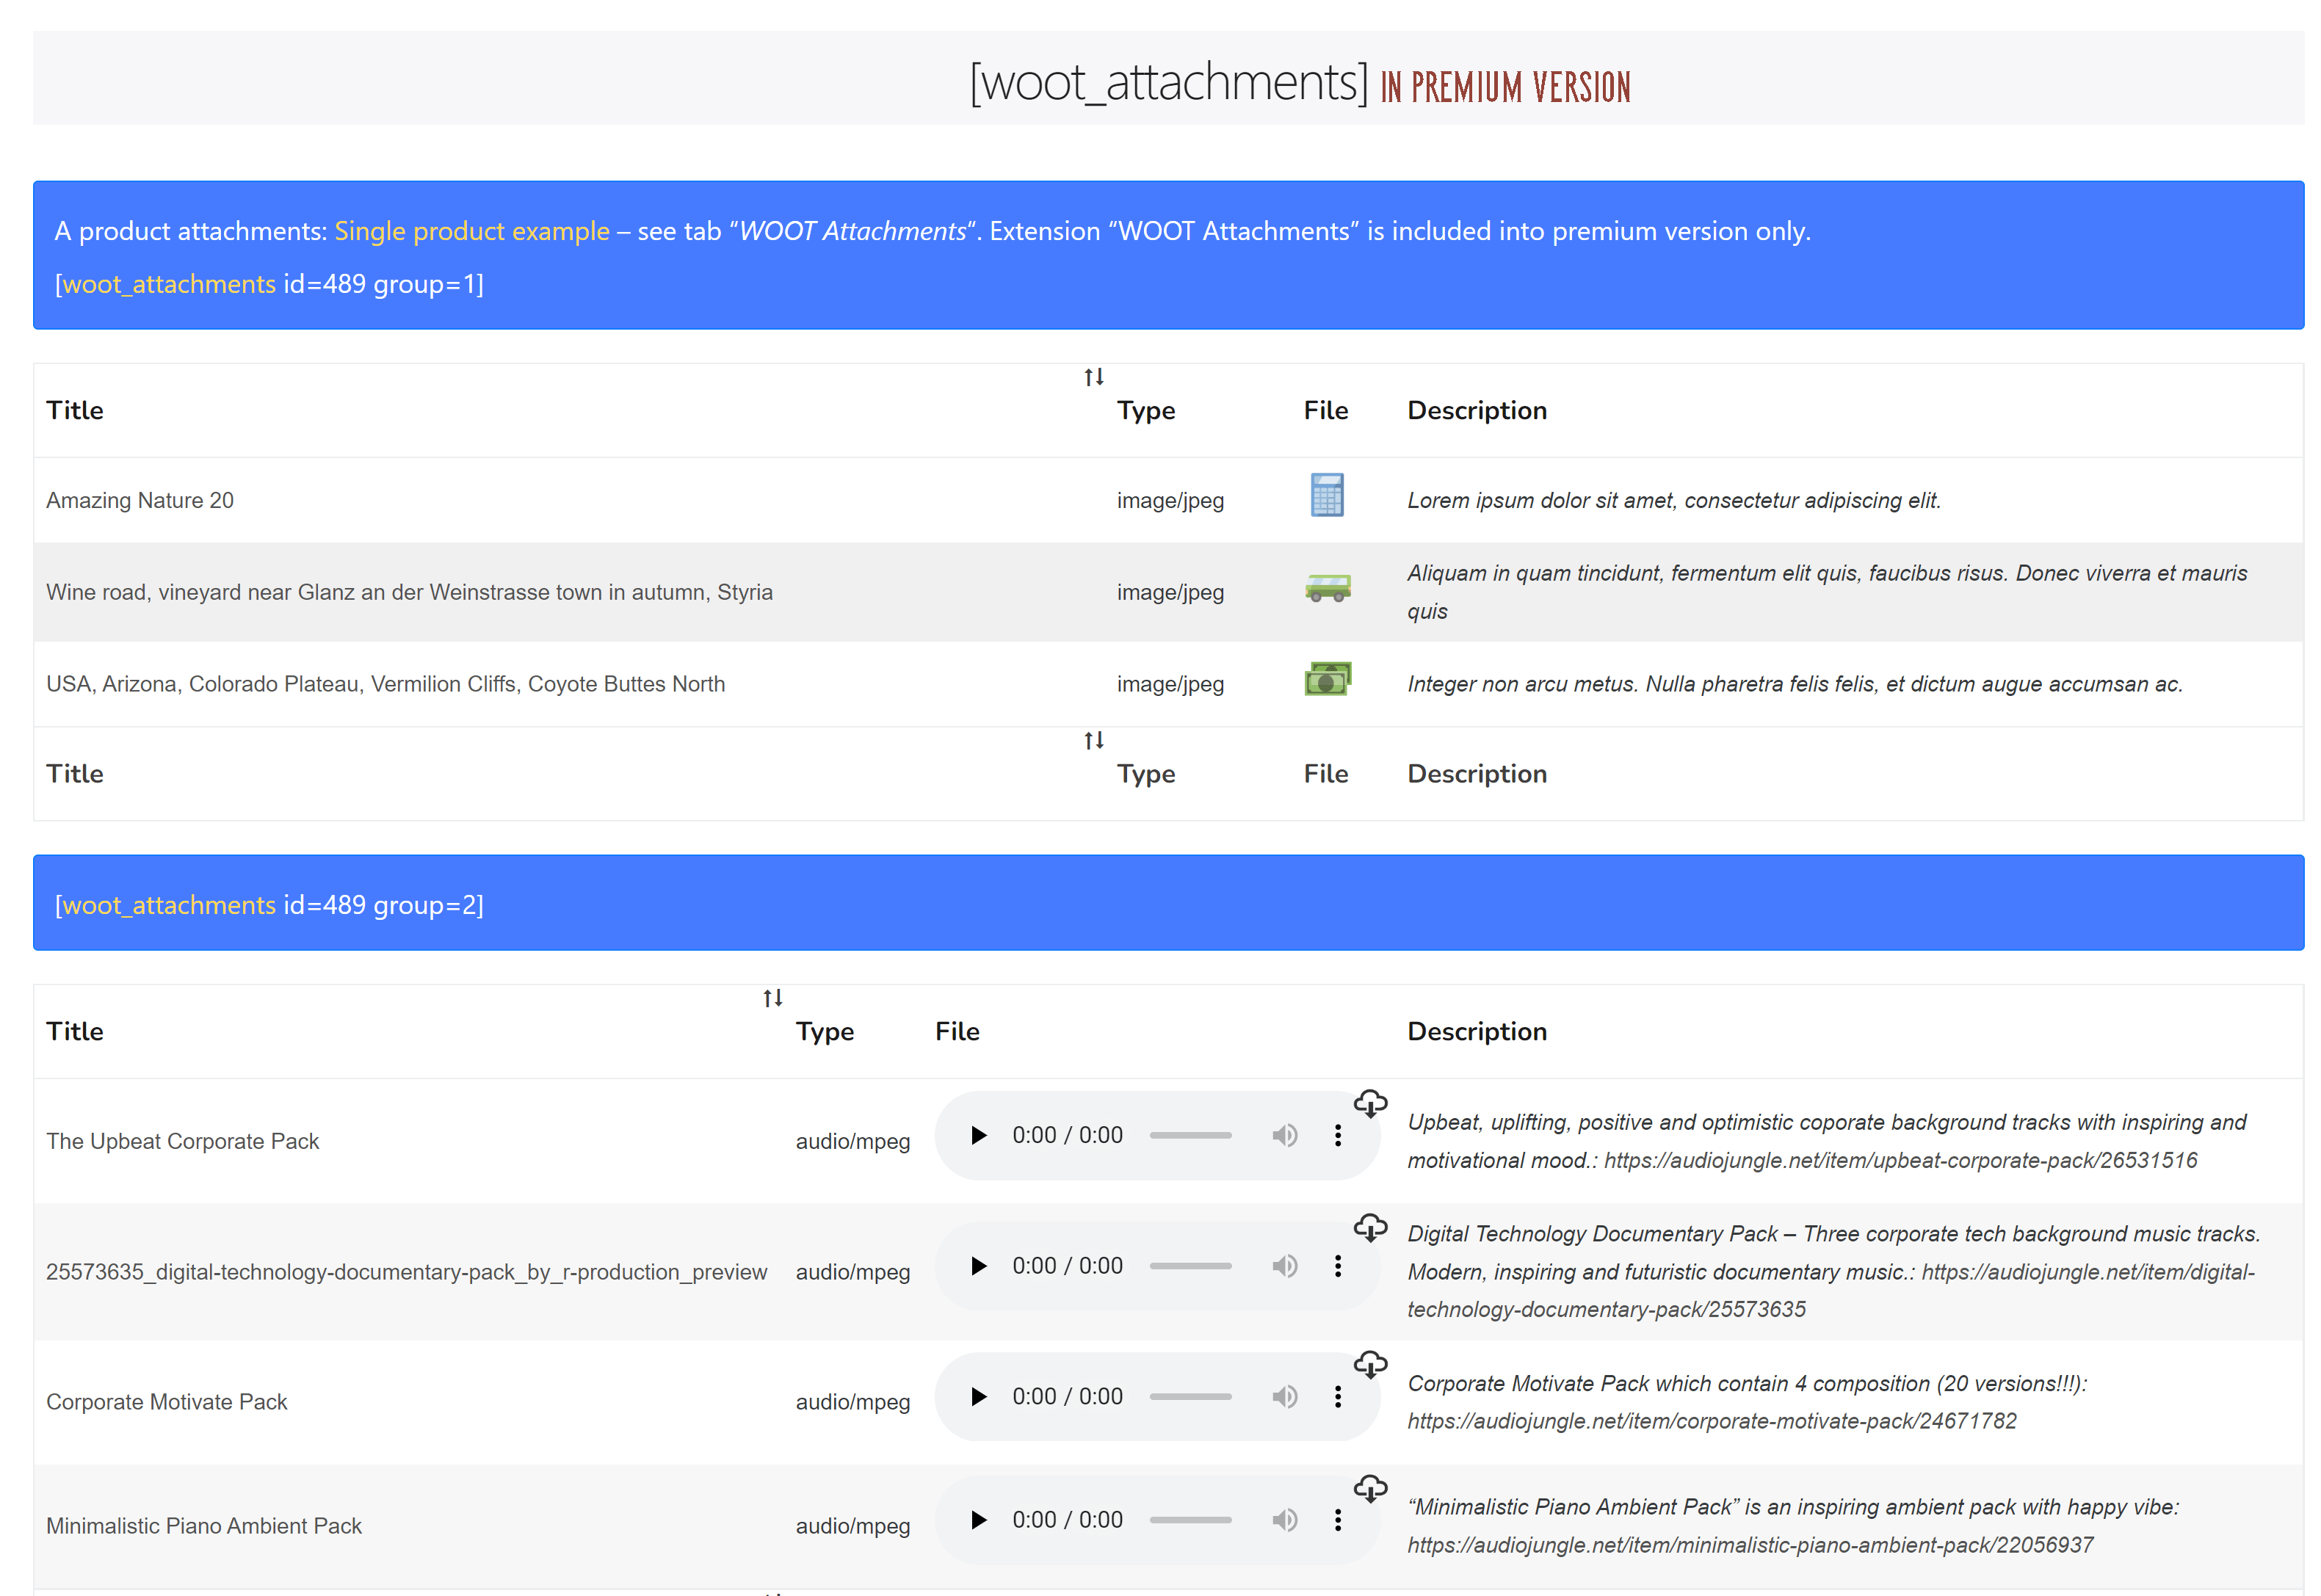 [woot_attachments] IN PREMIUM VERSION
A product attachments: Single product example – see tab “WOOT Attachments“. Extension “WOOT Attachments” is included into premium version only.
[woot_attachments id=489 group=1]
Title Type File Description
Amazing Nature 20 image/jpeg Lorem ipsum dolor sit amet, consectetur adipiscing elit.
Wine road, vineyard near Glanz an der Weinstrasse town in autumn, Styria image/jpeg Aliquam in quam tincidunt, fermentum elit quis, faucibus risus. Donec viverra et mauris
quis
USA, Arizona, Colorado Plateau, Vermilion Cliffs, Coyote Buttes North image/jpeg Integer non arcu metus. Nulla pharetra felis felis, et dictum augue accumsan ac.
Title Type File Description
[woot_attachments id=489 group=2]
Title Type File Description
The Upbeat Corporate Pack audio/mpeg 0:00 / 0:00 Upbeat, uplifting, positive and optimistic coporate background tracks with inspiring and
motivational mood.: https://audiojungle.net/item/upbeat-corporate-pack/26531516
25573635_digital-technology-documentary-pack_by_r-production_preview audio/mpeg 0:00 / 0:00 Digital Technology Documentary Pack – Three corporate tech background music tracks.
Modern, inspiring and futuristic documentary music.: https://audiojungle.net/item/digital-
technology-documentary-pack/25573635
Corporate Motivate Pack audio/mpeg 0:00 / 0:00 Corporate Motivate Pack which contain 4 composition (20 versions!!!):
https://audiojungle.net/item/corporate-motivate-pack/24671782
Minimalistic Piano Ambient Pack audio/mpeg 0:00 / 0:00 “Minimalistic Piano Ambient Pack” is an inspiring ambient pack with happy vibe:
https://audiojungle.net/item/minimalistic-piano-ambient-pack/22056937